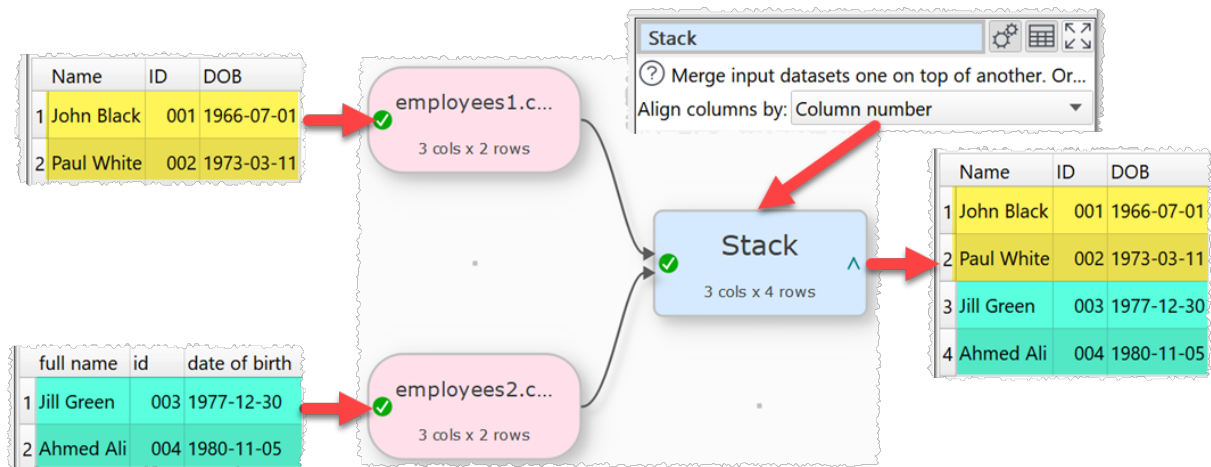 Stack
? Merge input datasets one on top of another. Or...
Align columns by: Column number
Name ID DOB
1 John Black 001 1966-07-01
2 Paul White 002 1973-03-11
employees1.c...
3 cols x 2 rows
Stack
3 cols x 4 rows
Name ID DOB
1 John Black 001 1966-07-01
2 Paul White 002 1973-03-11
3 Jill Green 003 1977-12-30
4 Ahmed Ali 004 1980-11-05
full name id date of birth
1 Jill Green 003 1977-12-30
2 Ahmed Ali 004 1980-11-05
employees2.c...
3 cols x 2 rows